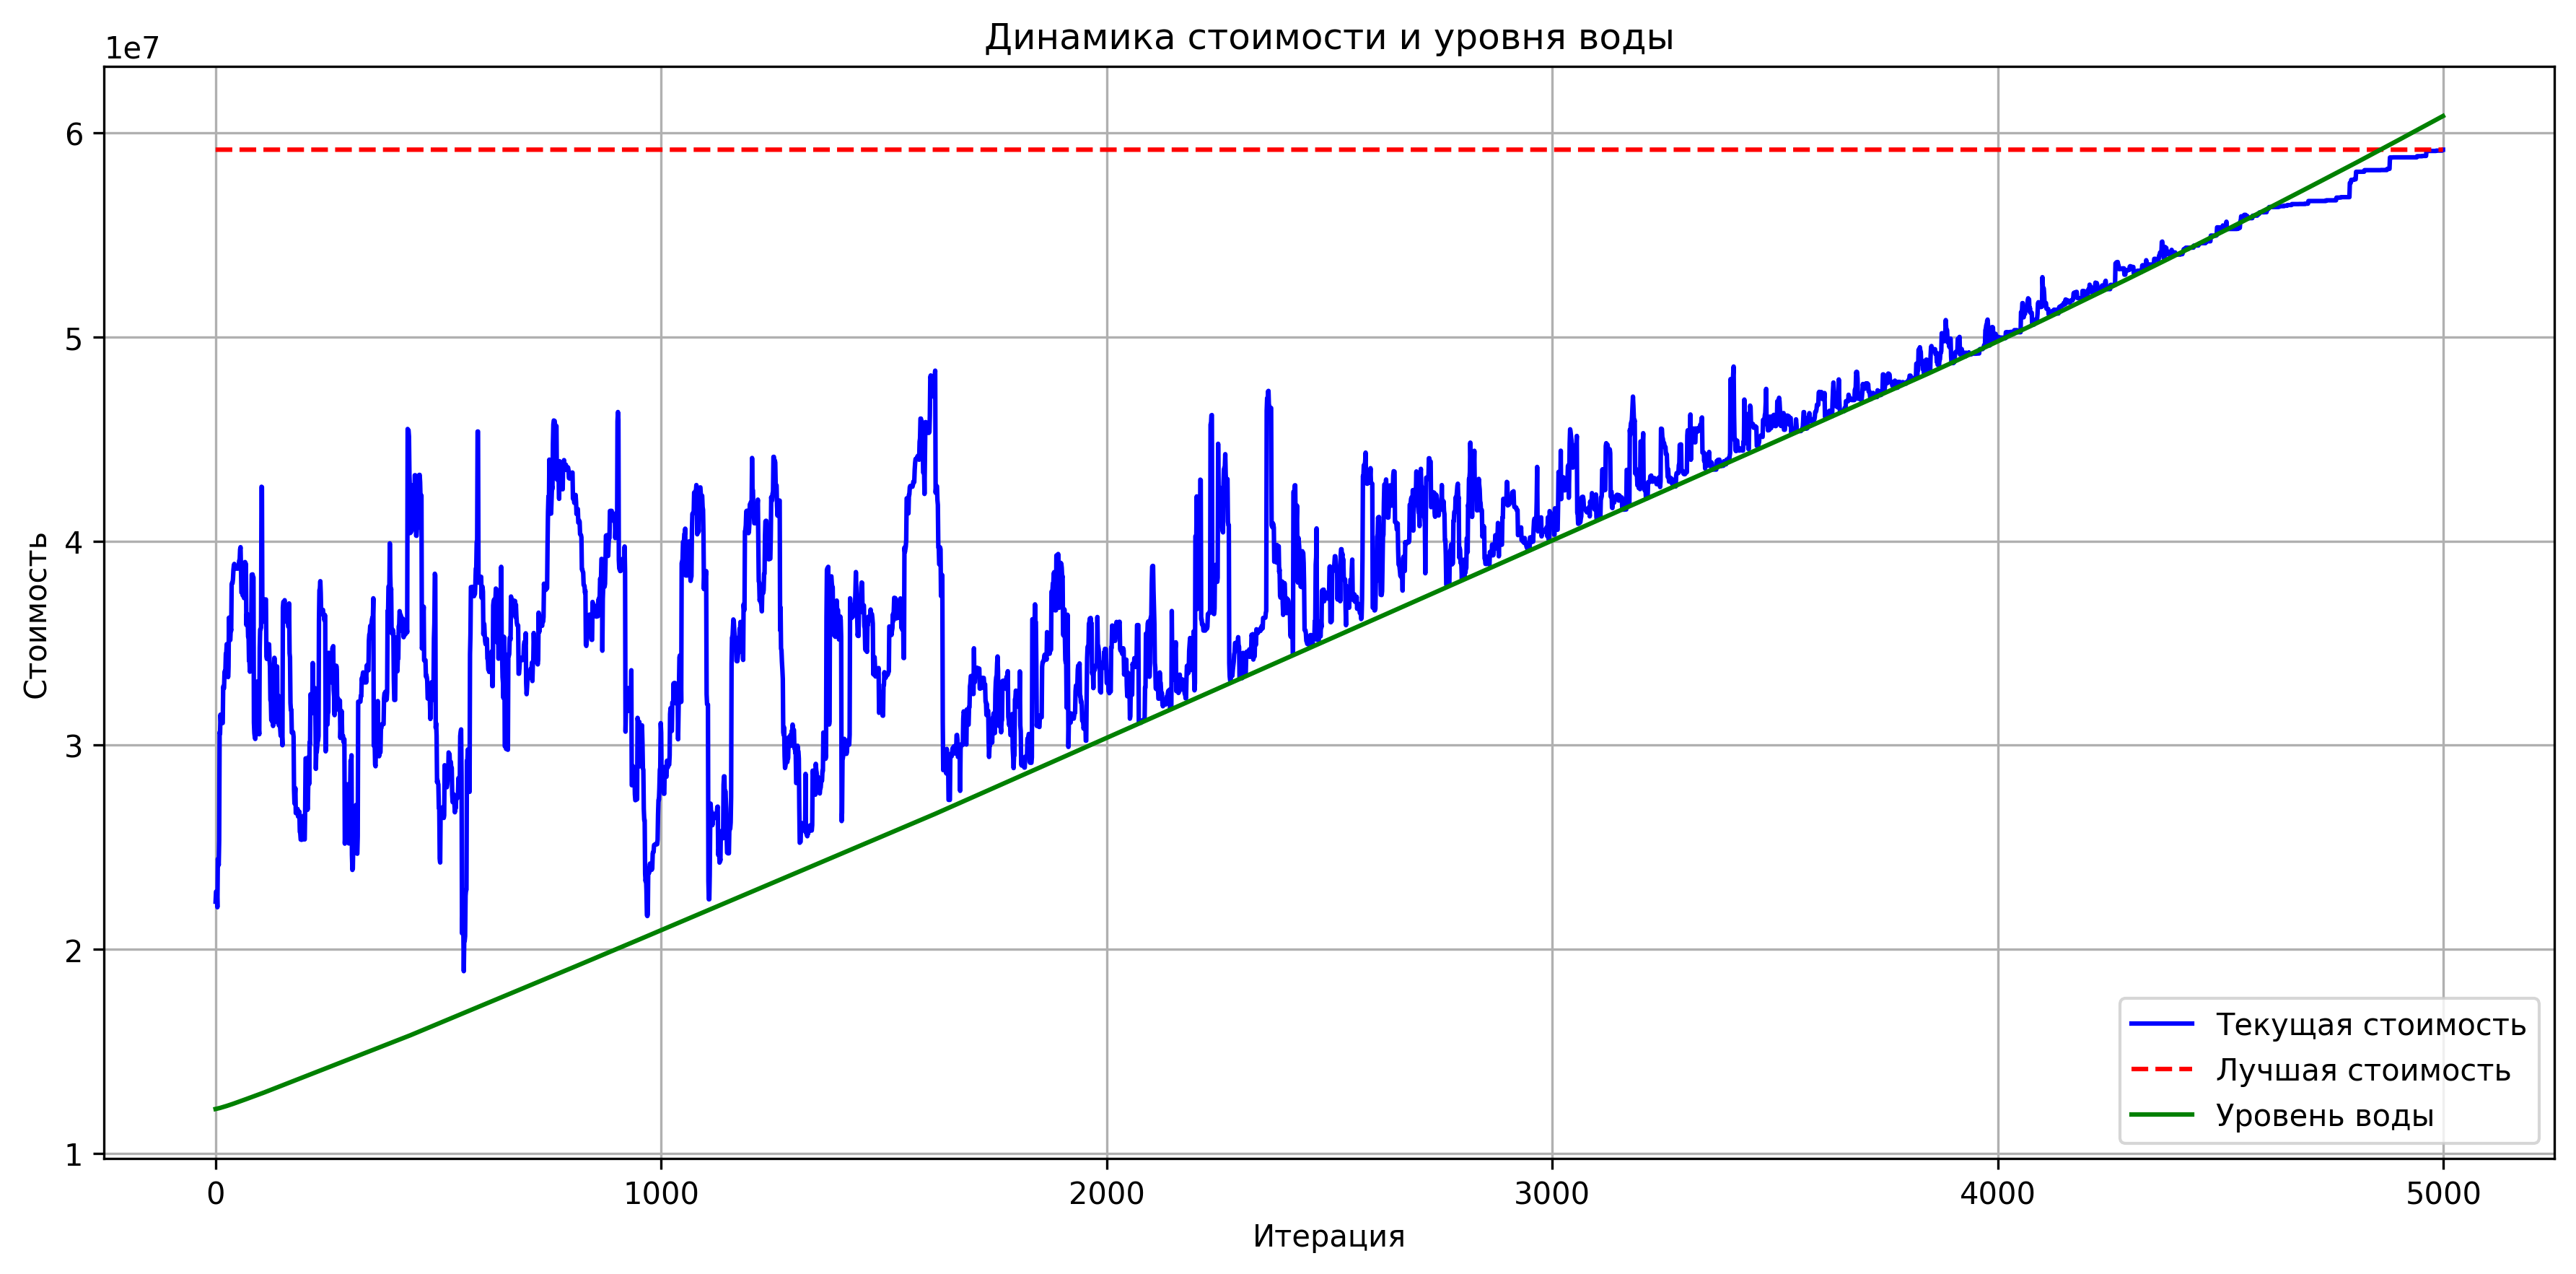 Динамика стоимости и уровня воды
1e7
6
5
4
3
2
1
Стоимость
0 1000 2000 3000 4000 5000
Итерация
Текущая стоимость
Лучшая стоимость
Уровень воды